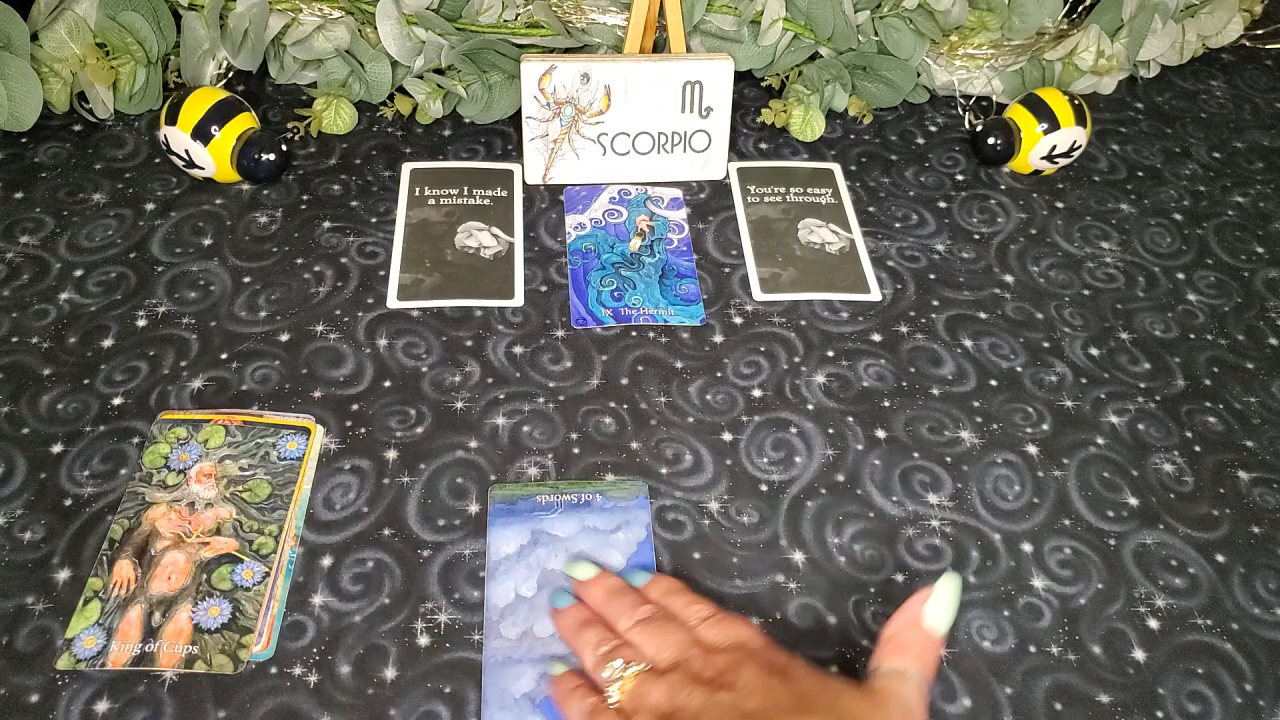 ♏
SCORPIO
I know I made
a mistake.
You're so easy
to see through.
IX The Hermit
4 of Swords
King of Cups